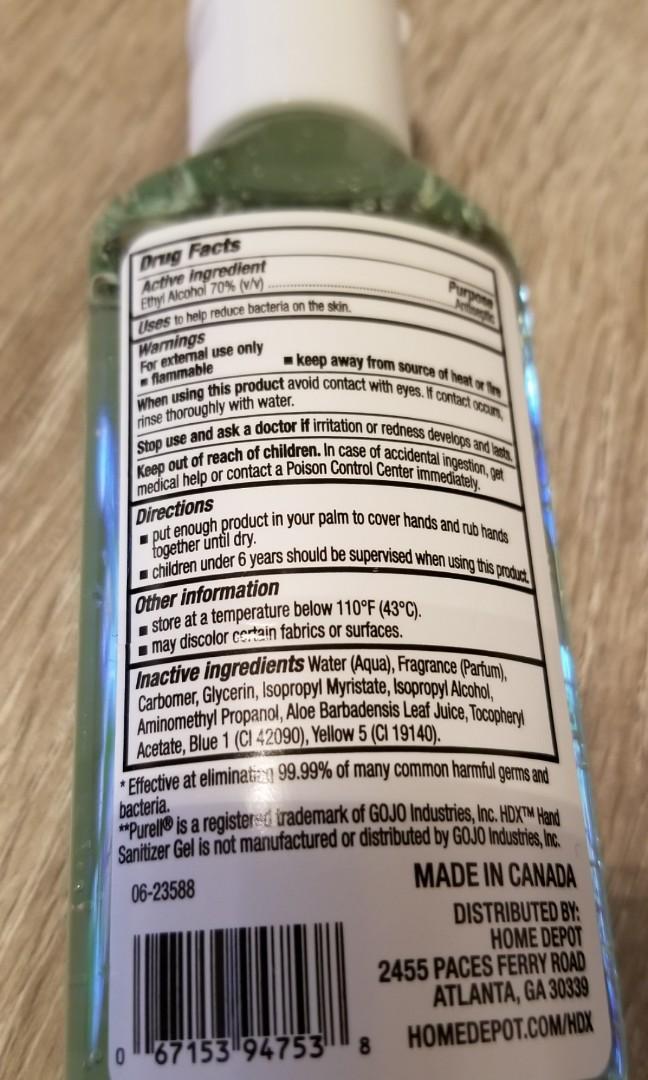 Drug Facts
Active ingredient Purpose
Ethyl Alcohol 70% (v/v) ........................................ Antiseptic
Uses to help reduce bacteria on the skin.
Warnings
For external use only
▪ flammable ▪ keep away from source of heat or fire
When using this product avoid contact with eyes. If contact occurs,
rinse thoroughly with water.
Stop use and ask a doctor if irritation or redness develops and lasts.
Keep out of reach of children. In case of accidental ingestion, get
medical help or contact a Poison Control Center immediately.
Directions
▪ put enough product in your palm to cover hands and rub hands
together until dry.
▪ children under 6 years should be supervised when using this product.
Other information
▪ store at a temperature below 110°F (43°C).
▪ may discolor certain fabrics or surfaces.
Inactive ingredients Water (Aqua), Fragrance (Parfum),
Carbomer, Glycerin, Isopropyl Myristate, Isopropyl Alcohol,
Aminomethyl Propanol, Aloe Barbadensis Leaf Juice, Tocopheryl
Acetate, Blue 1 (CI 42090), Yellow 5 (CI 19140).
* Effective at eliminating 99.99% of many common harmful germs and
bacteria.
**Purell® is a registered trademark of GOJO Industries, Inc. HDX™ Hand
Sanitizer Gel is not manufactured or distributed by GOJO Industries, Inc.
06-23588
MADE IN CANADA
DISTRIBUTED BY:
HOME DEPOT
2455 PACES FERRY ROAD
ATLANTA, GA 30339
HOMEDEPOT.COM/HDX
0 67153 94753 8